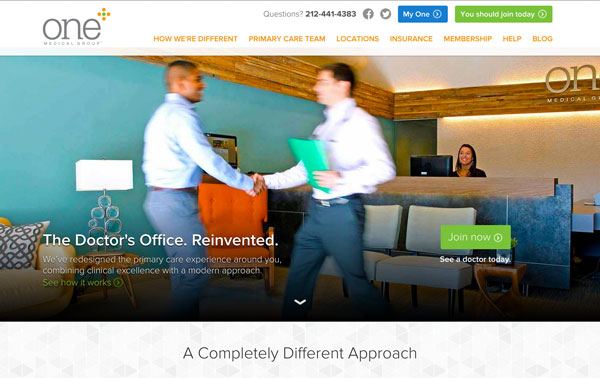 one
MEDICAL GROUP
Questions? 212-441-4383
My One
You should join today
HOW WE'RE DIFFERENT PRIMARY CARE TEAM LOCATIONS INSURANCE MEMBERSHIP HELP BLOG
one
MEDICAL GR
The Doctor's Office. Reinvented.
We've redesigned the primary care experience around you,
combining clinical excellence with a modern approach.
See how it works
Join now
See a doctor today.
A Completely Different Approach